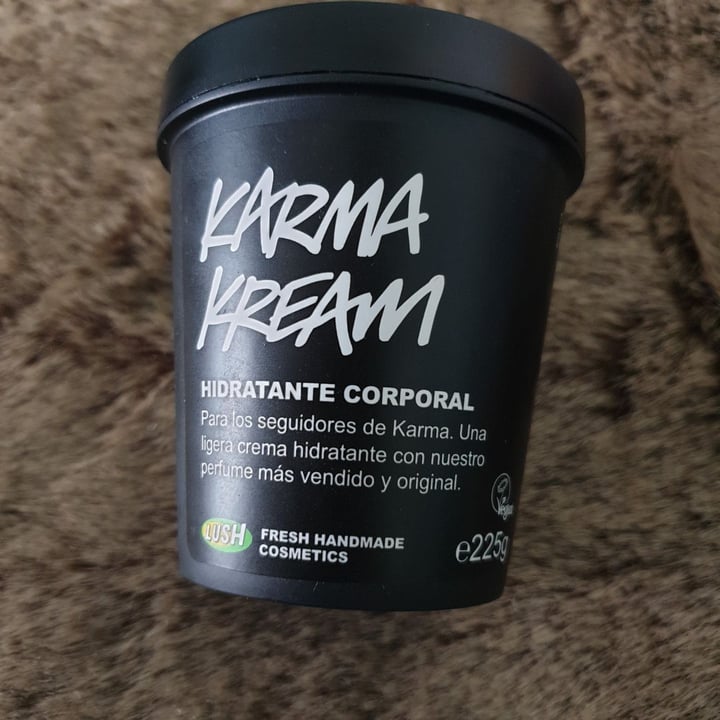 KARMA
KREAM
HIDRATANTE CORPORAL
Para los seguidores de Karma. Una
ligera crema hidratante con nuestro
perfume más vendido y original.
Vegan
LUSH FRESH HANDMADE
COSMETICS
e225g